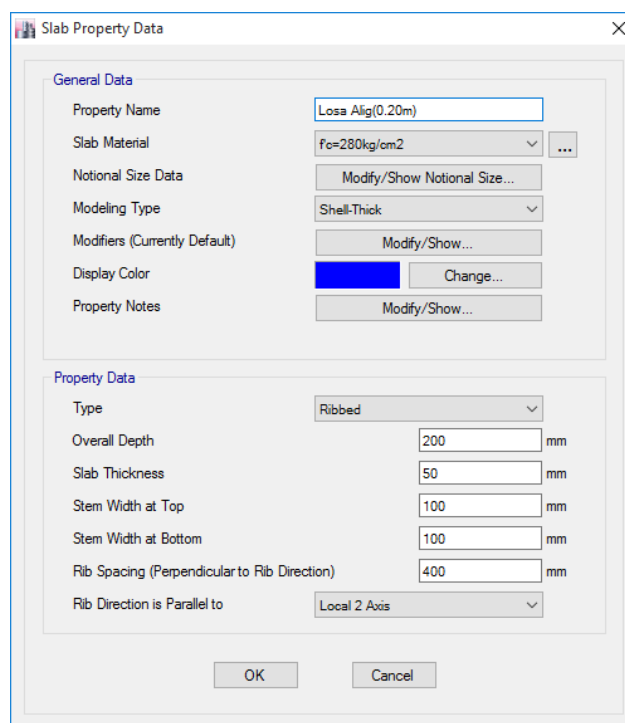 Slab Property Data
General Data
Property Name Losa Alig(0.20m)
Slab Material f'c=280kg/cm2 ...
Notional Size Data Modify/Show Notional Size...
Modeling Type Shell-Thick
Modifiers (Currently Default) Modify/Show...
Display Color Change...
Property Notes Modify/Show...
Property Data
Type Ribbed
Overall Depth 200 mm
Slab Thickness 50 mm
Stem Width at Top 100 mm
Stem Width at Bottom 100 mm
Rib Spacing (Perpendicular to Rib Direction) 400 mm
Rib Direction is Parallel to Local 2 Axis
OK Cancel